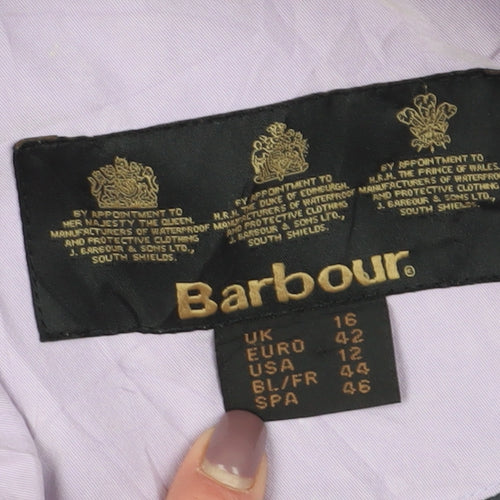 BY APPOINTMENT TO
HER MAJESTY THE QUEEN.
MANUFACTURERS OF WATERPROOF
AND PROTECTIVE CLOTHING
J. BARBOUR & SONS LTD.,
SOUTH SHIELDS.
BY APPOINTMENT TO
H.R.H. THE DUKE OF EDINBURGH.
MANUFACTURERS OF WATERPROOF
AND PROTECTIVE CLOTHING
J. BARBOUR & SONS LTD.,
SOUTH SHIELDS.
BY APPOINTMENT TO
H.R.H. THE PRINCE OF WALES.
MANUFACTURERS OF WATERPROOF
AND PROTECTIVE CLOTHING
J. BARBOUR & SONS LTD.,
SOUTH SHIELDS.
Barbour®
UK 16
EURO 42
USA 12
BL/FR 44
SPA 46